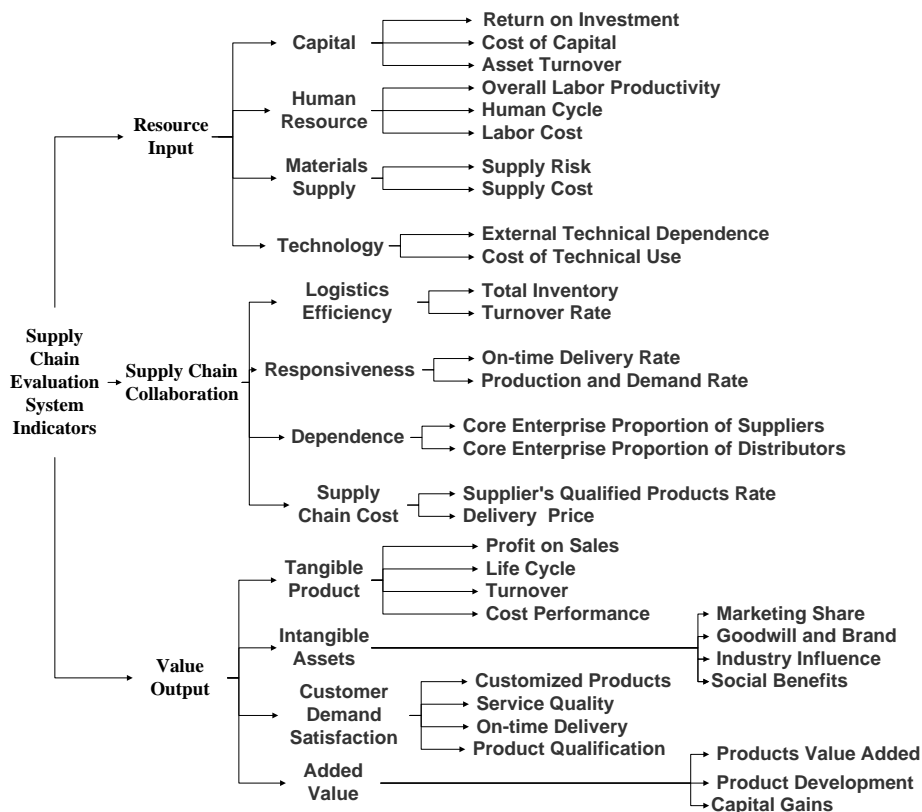 Supply
Chain
Evaluation
System
Indicators
Resource
Input
Capital
Return on Investment
Cost of Capital
Asset Turnover
Human
Resource
Overall Labor Productivity
Human Cycle
Labor Cost
Materials
Supply
Supply Risk
Supply Cost
Technology
External Technical Dependence
Cost of Technical Use
Supply Chain
Collaboration
Logistics
Efficiency
Total Inventory
Turnover Rate
Responsiveness
On-time Delivery Rate
Production and Demand Rate
Dependence
Core Enterprise Proportion of Suppliers
Core Enterprise Proportion of Distributors
Supply
Chain Cost
Supplier's Qualified Products Rate
Delivery Price
Value
Output
Tangible
Product
Profit on Sales
Life Cycle
Turnover
Cost Performance
Intangible
Assets
Marketing Share
Goodwill and Brand
Industry Influence
Social Benefits
Customer
Demand
Satisfaction
Customized Products
Service Quality
On-time Delivery
Product Qualification
Added
Value
Products Value Added
Product Development
Capital Gains